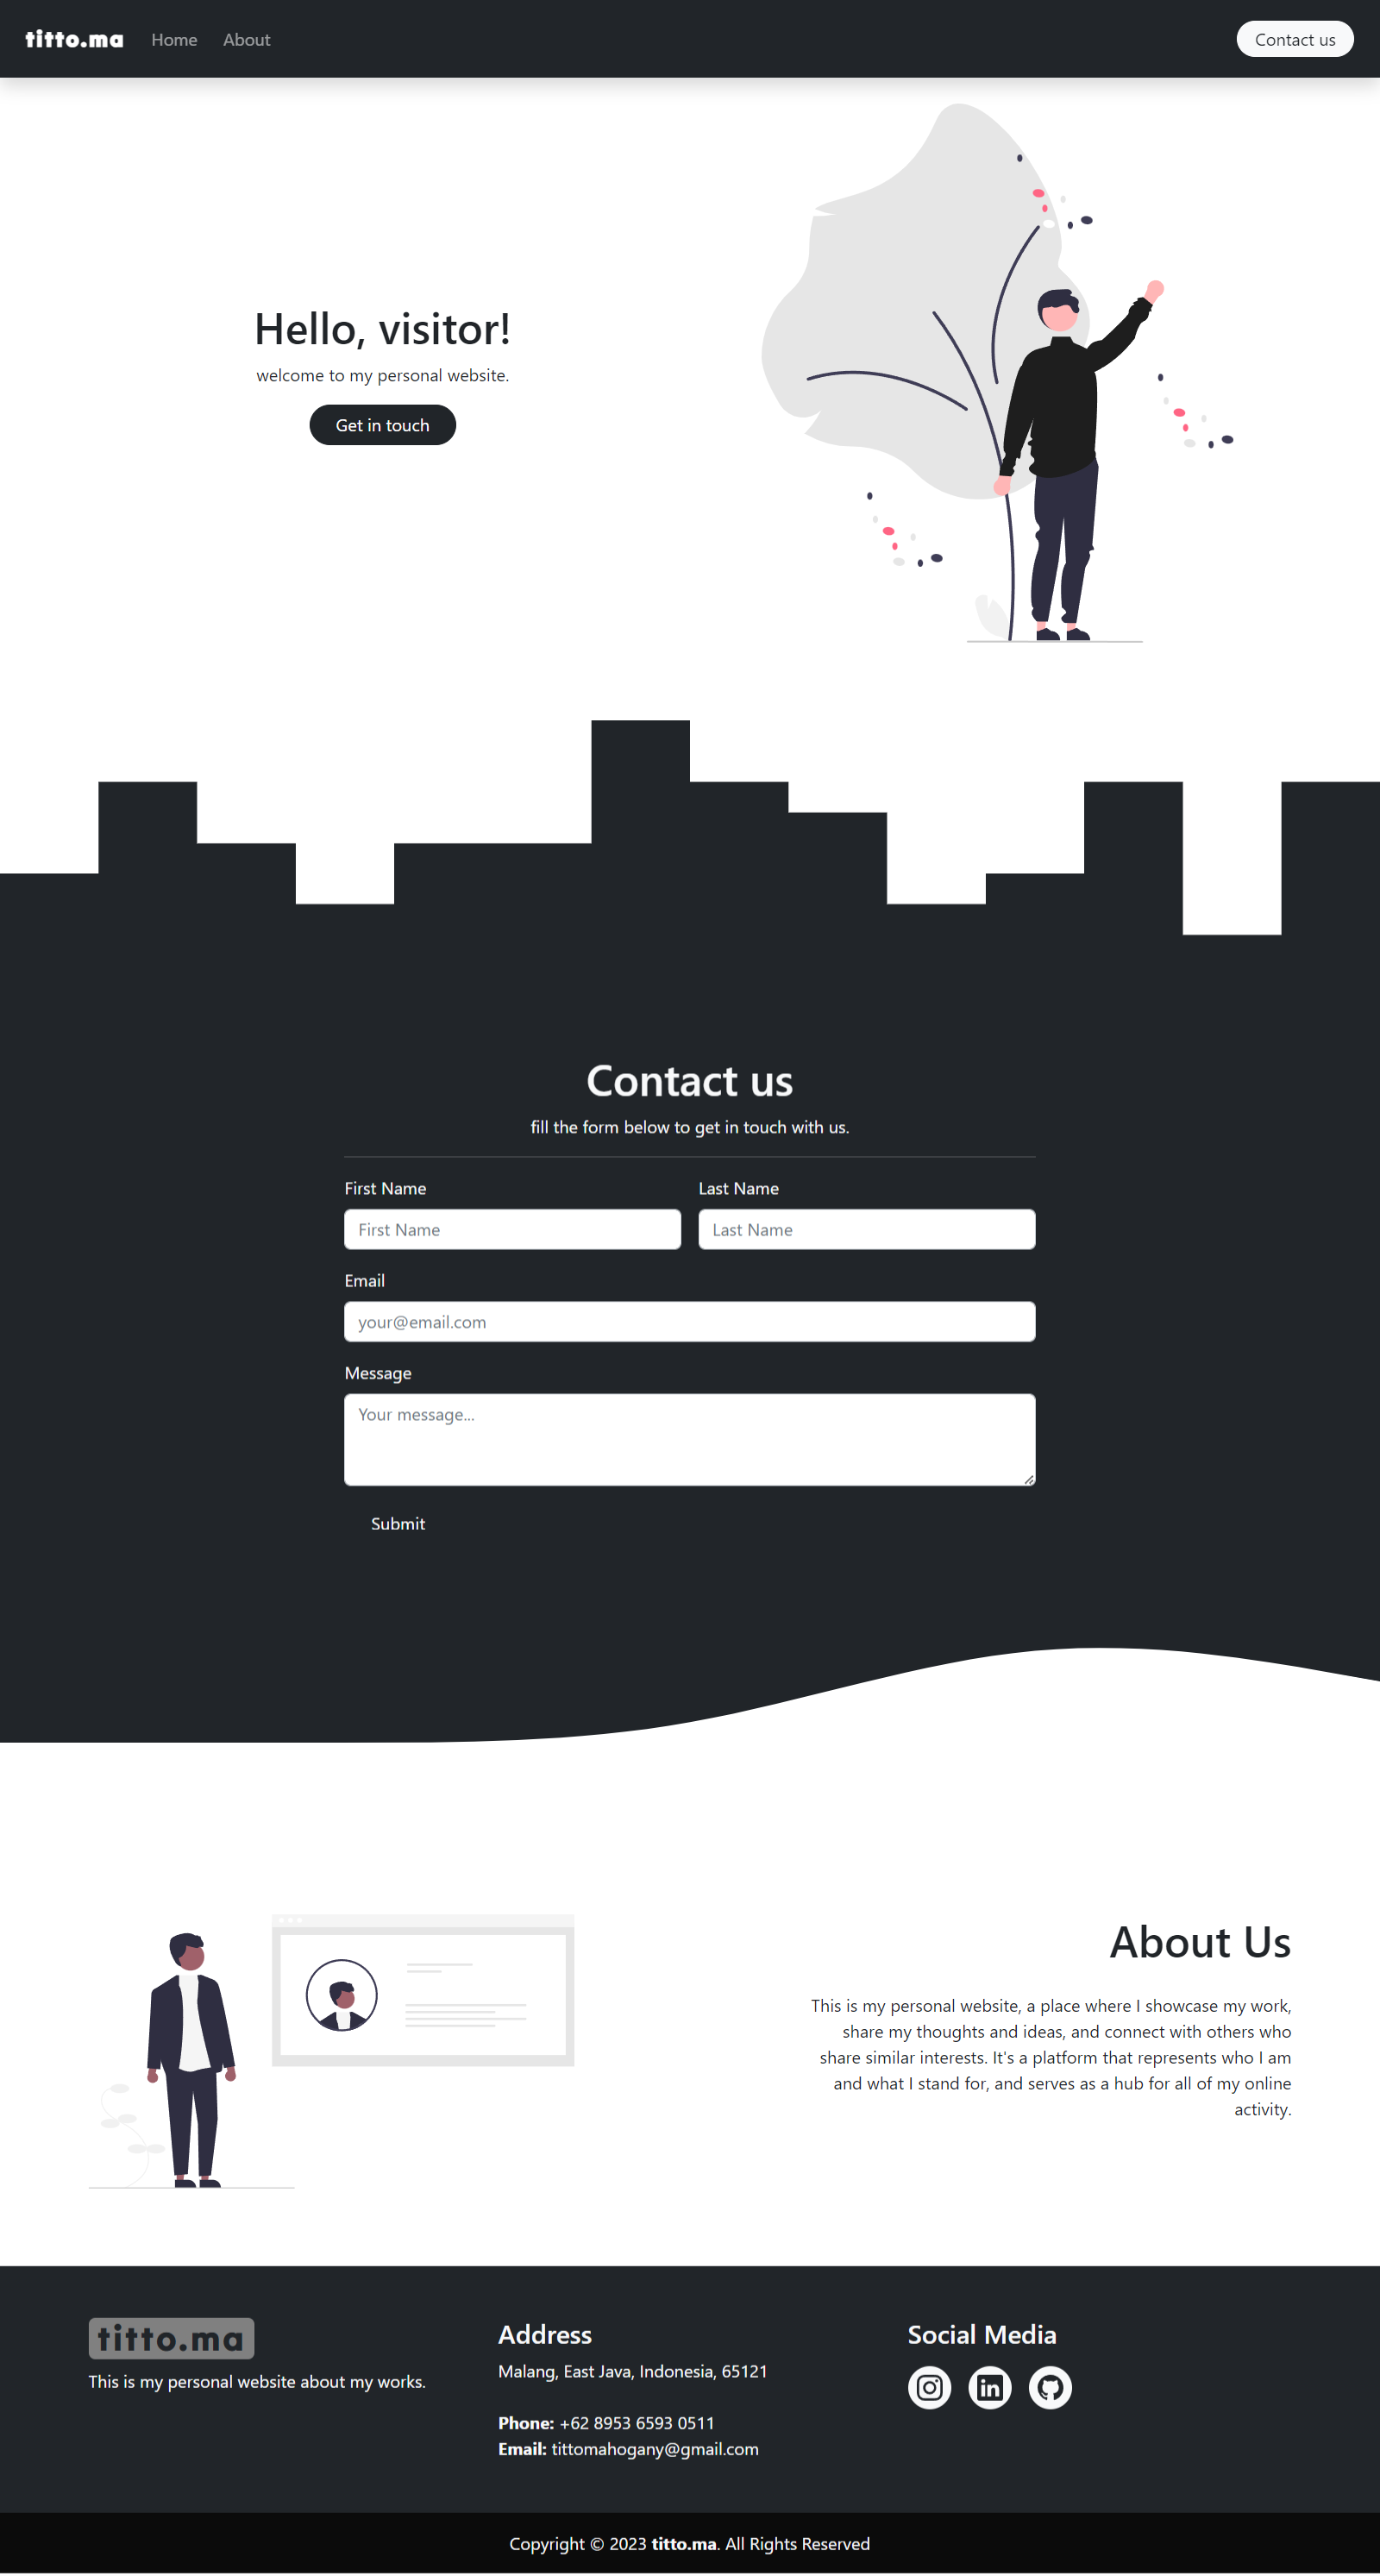 titto.ma Home About Contact us
Hello, visitor!
welcome to my personal website.
Get in touch
Contact us
fill the form below to get in touch with us.
First Name Last Name
First Name Last Name
Email
your@email.com
Message
Your message...
Submit
About Us
This is my personal website, a place where I showcase my work,
share my thoughts and ideas, and connect with others who
share similar interests. It's a platform that represents who I am
and what I stand for, and serves as a hub for all of my online
activity.
titto.ma
This is my personal website about my works.
Address
Malang, East Java, Indonesia, 65121
Phone: +62 8953 6593 0511
Email: tittomahogany@gmail.com
Social Media
in
Copyright © 2023 titto.ma. All Rights Reserved